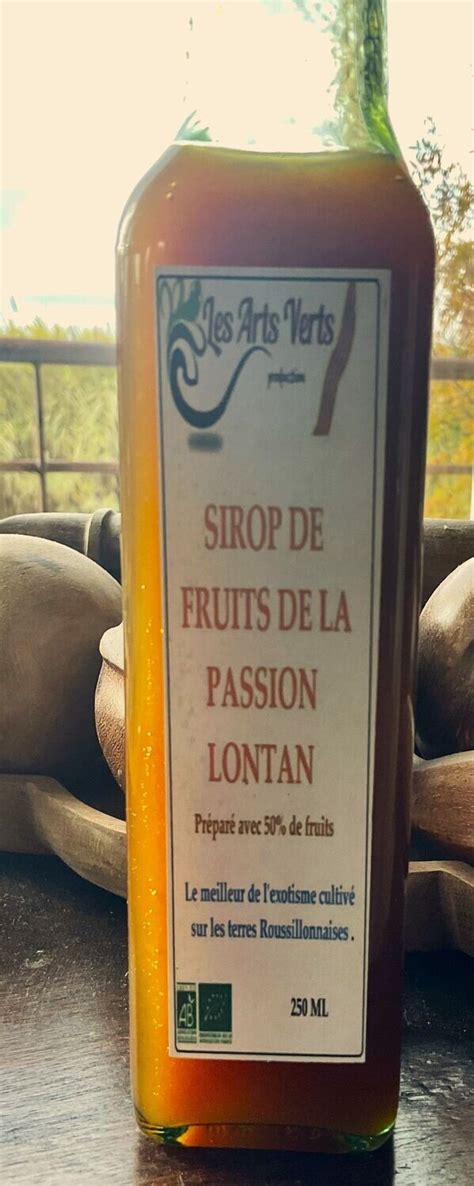 Les Arts Verts
production
SIROP DE
FRUITS DE LA
PASSION
LONTAN
Préparé avec 50% de fruits
Le meilleur de l'exotisme cultivé
sur les terres Roussillonnaises .
AB
250 ML